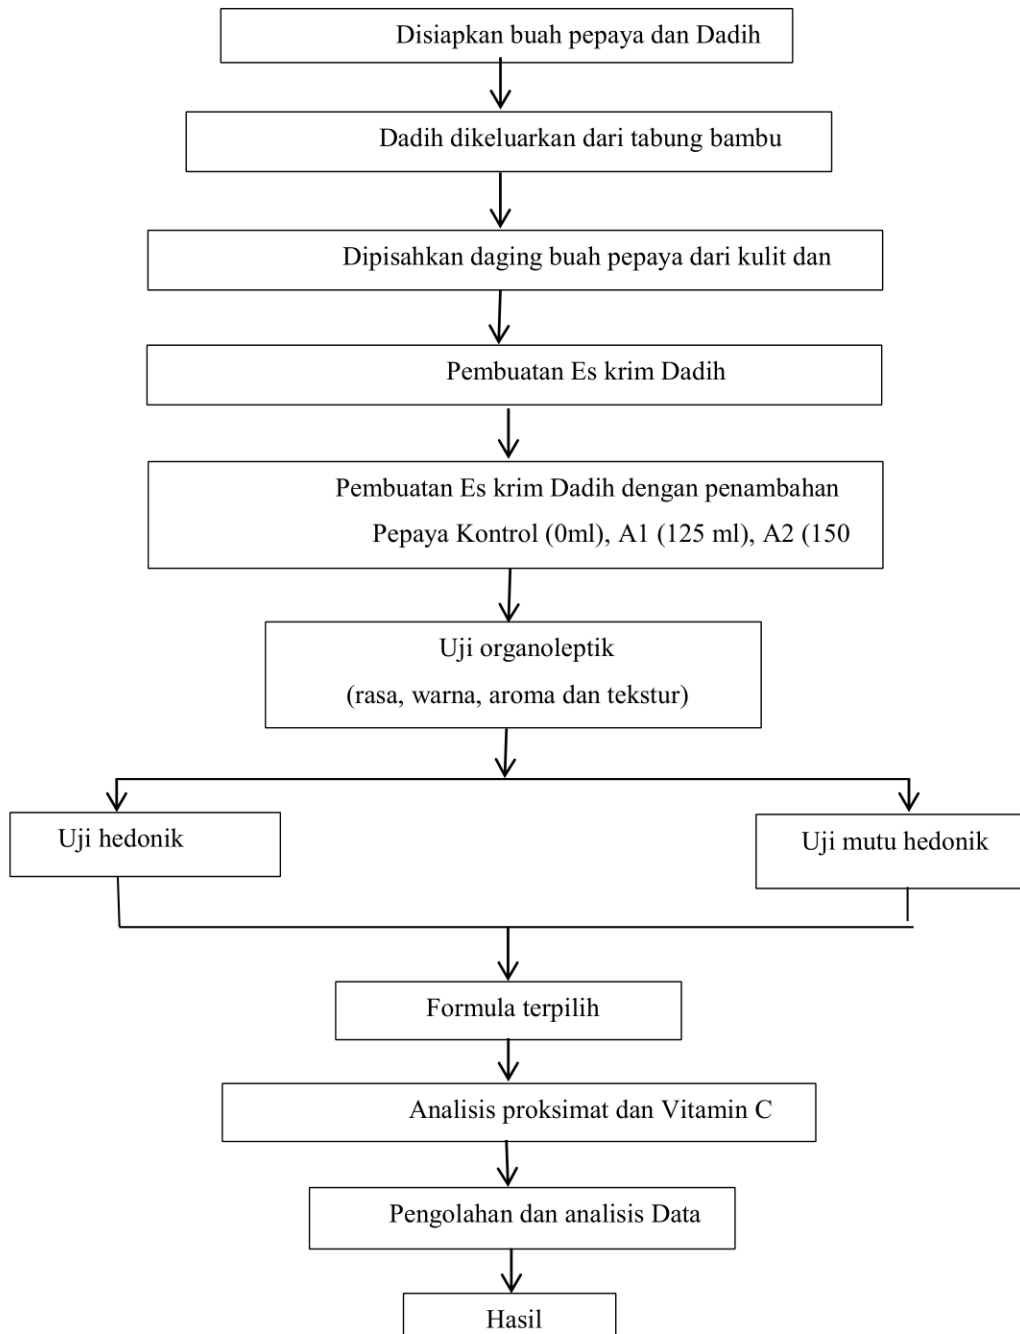 Disiapkan buah pepaya dan Dadih
Dadih dikeluarkan dari tabung bambu
Dipisahkan daging buah pepaya dari kulit dan
Pembuatan Es krim Dadih
Pembuatan Es krim Dadih dengan penambahan
Pepaya Kontrol (0ml), A1 (125 ml), A2 (150
Uji organoleptik
(rasa, warna, aroma dan tekstur)
Uji hedonik
Uji mutu hedonik
Formula terpilih
Analisis proksimat dan Vitamin C
Pengolahan dan analisis Data
Hasil